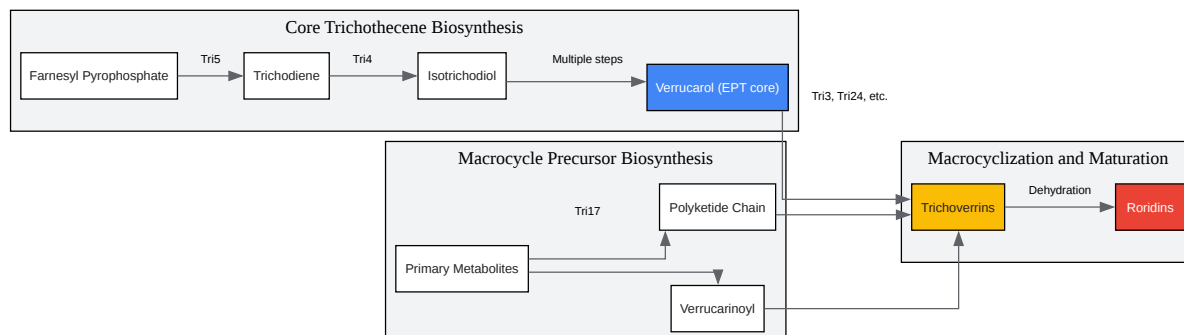 Core Trichothecene Biosynthesis
Farnesyl Pyrophosphate
Tri5
Trichodiene
Tri4
Isotrichodiol
Multiple steps
Verrucarol (EPT core)
Tri3, Tri24, etc.
Macrocycle Precursor Biosynthesis
Primary Metabolites
Tri17
Polyketide Chain
Verrucarinoyl
Macrocyclization and Maturation
Trichoverrins
Dehydration
Roridins